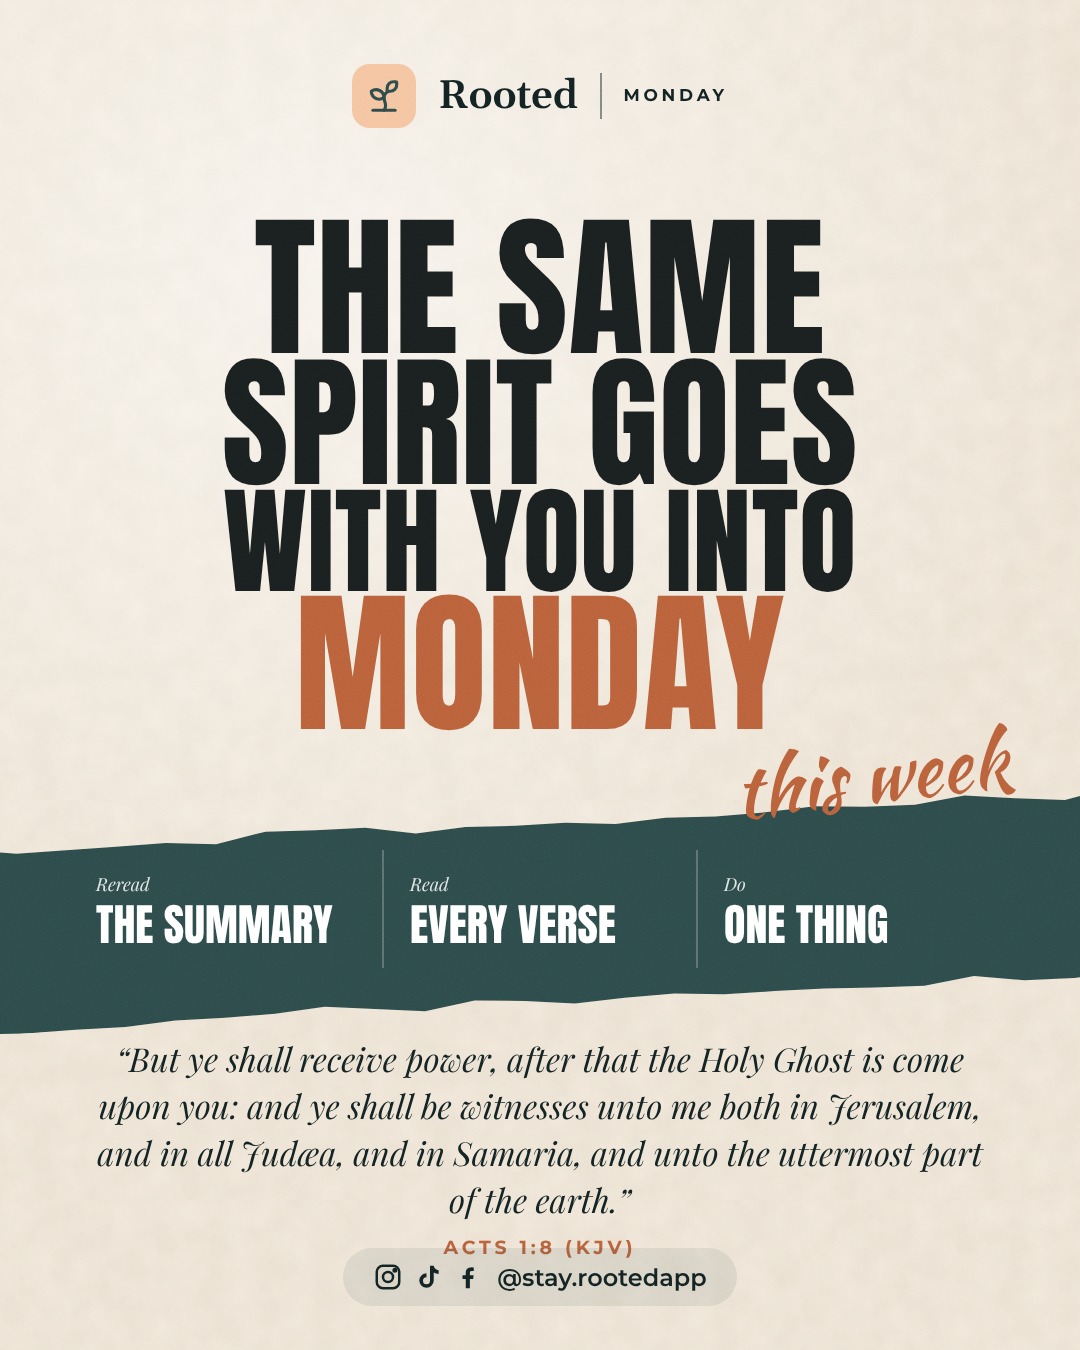 Rooted MONDAY
THE SAME
SPIRIT GOES
WITH YOU INTO
MONDAY
this week
Reread
THE SUMMARY
Read
EVERY VERSE
Do
ONE THING
“But ye shall receive power, after that the Holy Ghost is come
upon you: and ye shall be witnesses unto me both in Jerusalem,
and in all Judæa, and in Samaria, and unto the uttermost part
of the earth.”
ACTS 1:8 (KJV)
@stay.rootedapp